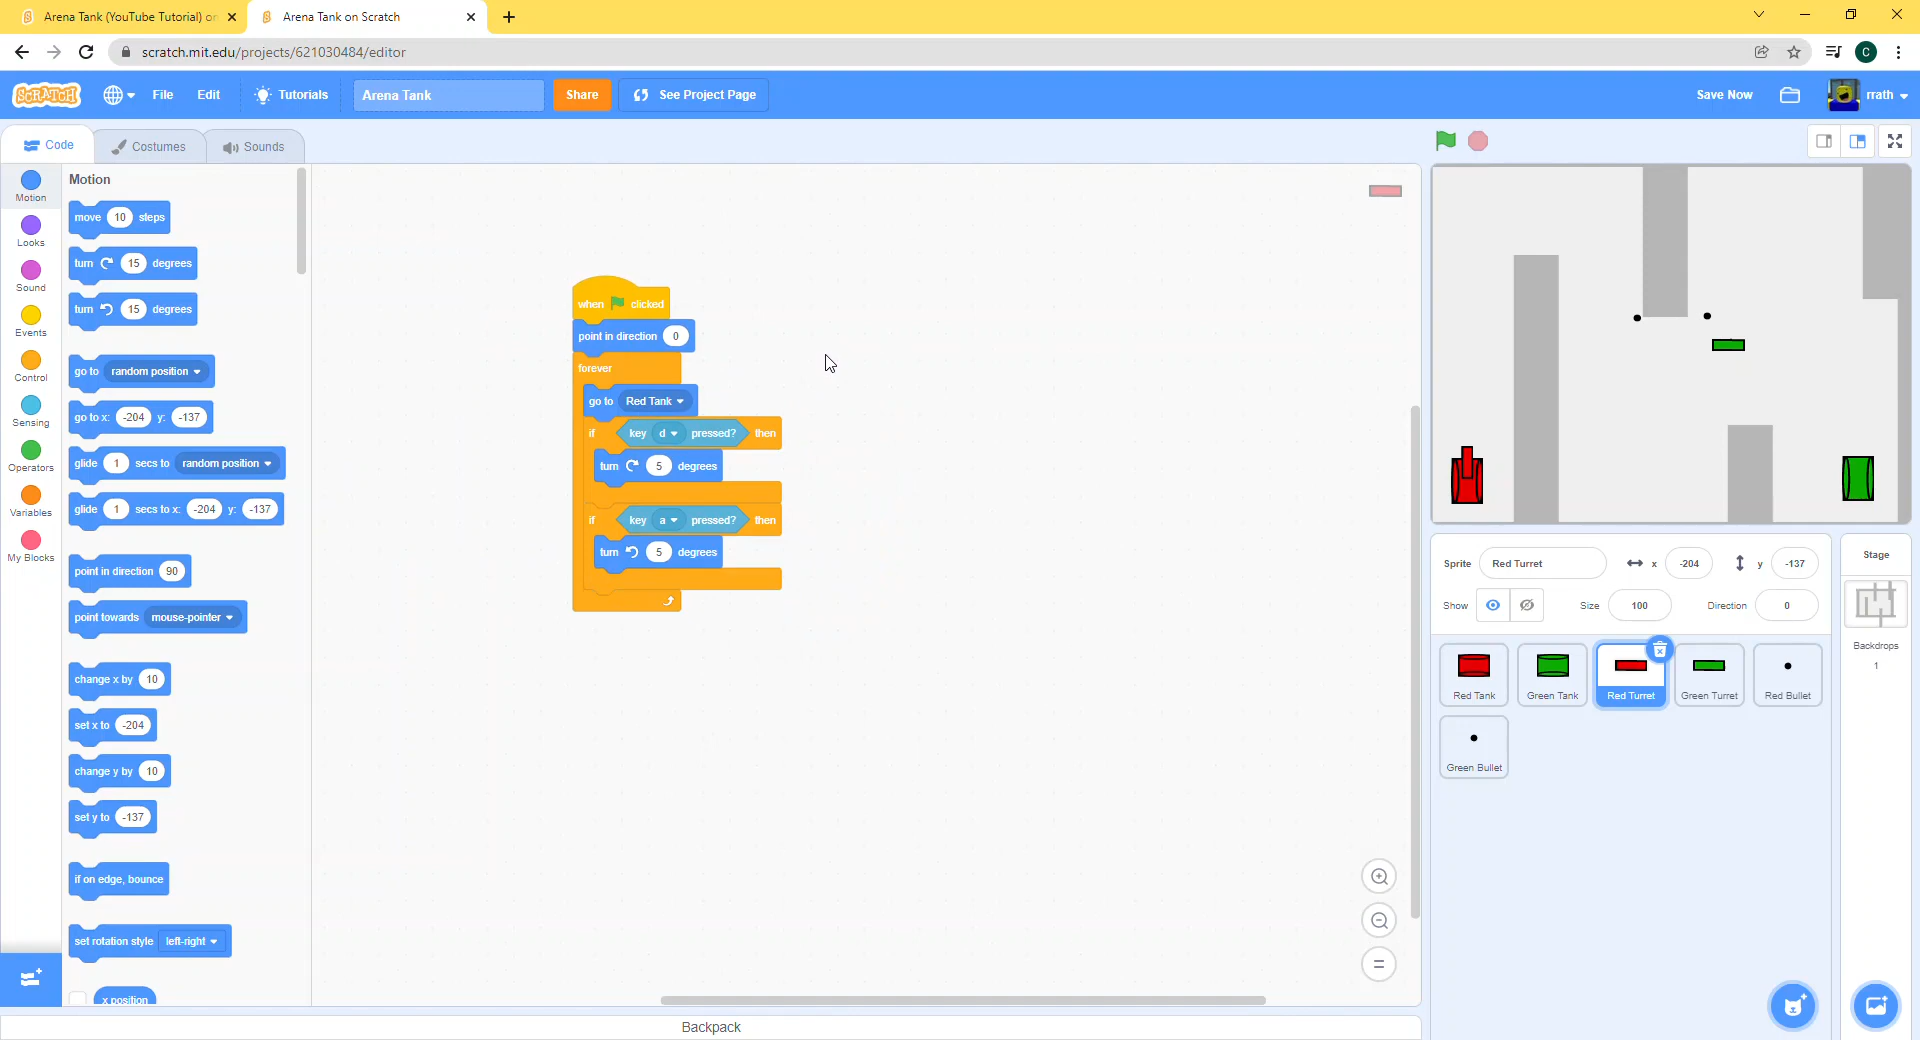 Arena Tank (YouTube Tutorial) on
Arena Tank on Scratch
scratch.mit.edu/projects/621030484/editor
C
SCRATCH
File
Edit
Tutorials
Arena Tank
Share
See Project Page
Save Now
rrath
Code
Costumes
Sounds
Motion
Looks
Sound
Events
Control
Sensing
Operators
Variables
My Blocks
Motion
move 10 steps
turn 15 degrees
turn 15 degrees
go to random position
go to x: -204 y: -137
glide 1 secs to random position
glide 1 secs to x: -204 y: -137
point in direction 90
point towards mouse-pointer
change x by 10
set x to -204
change y by 10
set y to -137
if on edge, bounce
set rotation style left-right
x position
when clicked
point in direction 0
forever
go to Red Tank
if key d pressed? then
turn 5 degrees
if key a pressed? then
turn 5 degrees
Backpack
Sprite Red Turret x -204 y -137
Show Size 100 Direction 0
Red Tank
Green Tank
Red Turret
Green Turret
Red Bullet
Green Bullet
Stage
Backdrops
1